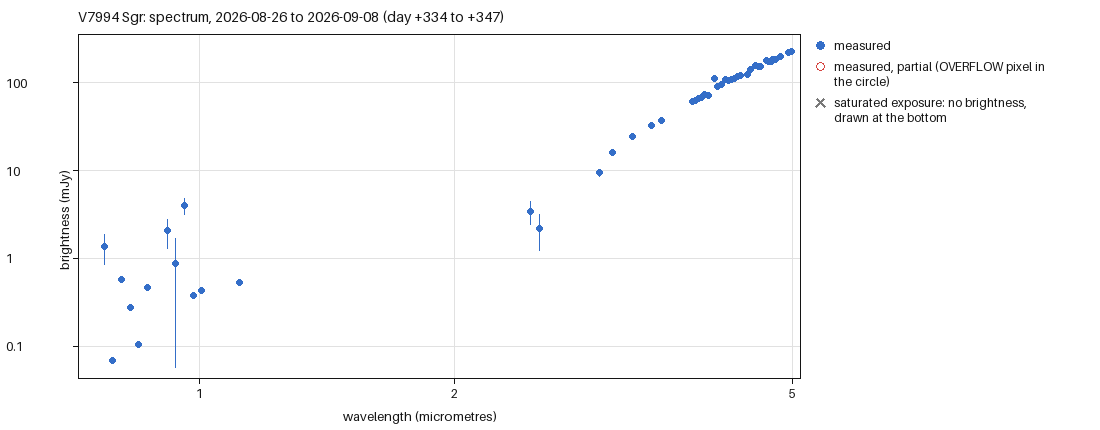 V7994 Sgr: spectrum, 2026-08-26 to 2026-09-08 (day +334 to +347)
measured
measured, partial (OVERFLOW pixel in
the circle)
saturated exposure: no brightness,
drawn at the bottom
brightness (mJy)
100
10
1
0.1
1
2
5
wavelength (micrometres)